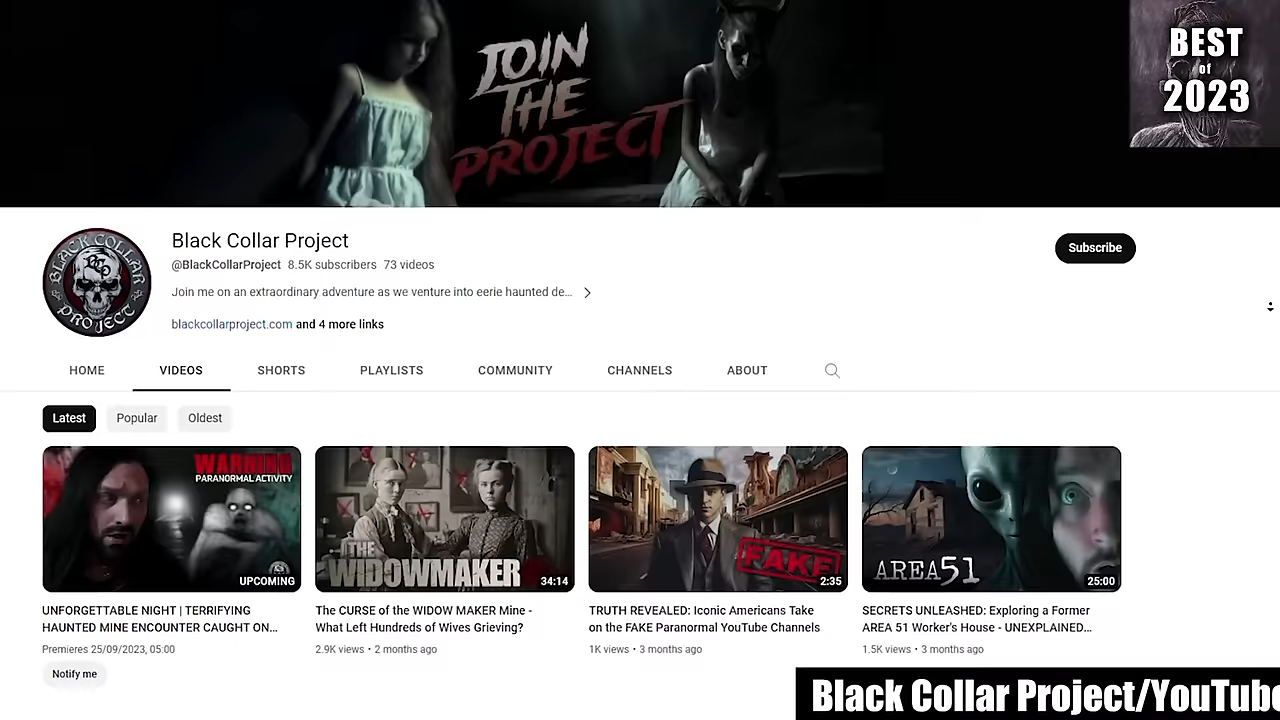 JOIN
THE
PROJECT
BEST
of
2023
BLACK COLLAR
BCP
PROJECT
Black Collar Project
@BlackCollarProject 8.5K subscribers 73 videos
Join me on an extraordinary adventure as we venture into eerie haunted de...
blackcollarproject.com and 4 more links
Subscribe
HOME VIDEOS SHORTS PLAYLISTS COMMUNITY CHANNELS ABOUT
Latest Popular Oldest
WARNING
PARANORMAL ACTIVITY
UPCOMING
THE
WIDOWMAKER
34:14
FAKE
2:35
AREA 51
25:00
UNFORGETTABLE NIGHT | TERRIFYING
HAUNTED MINE ENCOUNTER CAUGHT ON...
Premieres 25/09/2023, 05:00
Notify me
The CURSE of the WIDOW MAKER Mine -
What Left Hundreds of Wives Grieving?
2.9K views • 2 months ago
TRUTH REVEALED: Iconic Americans Take
on the FAKE Paranormal YouTube Channels
1K views • 3 months ago
SECRETS UNLEASHED: Exploring a Former
AREA 51 Worker's House - UNEXPLAINED...
1.5K views • 3 months ago
Black Collar Project/YouTube